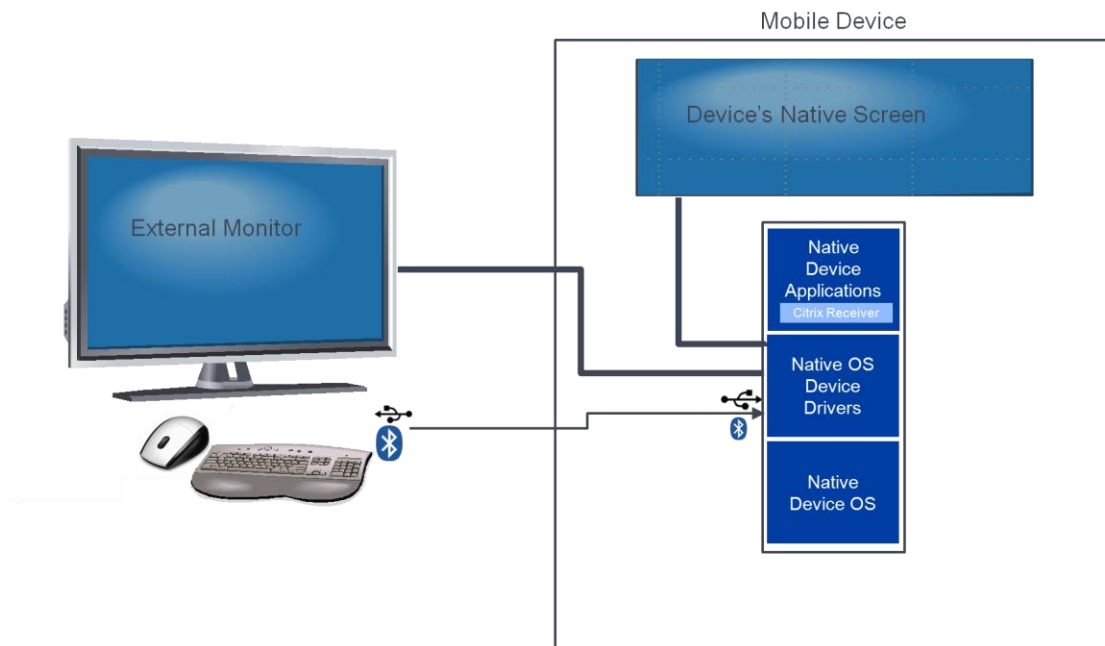 Mobile Device
Device's Native Screen
External Monitor
Native
Device
Applications
Citrix Receiver
Native OS
Device
Drivers
Native
Device OS